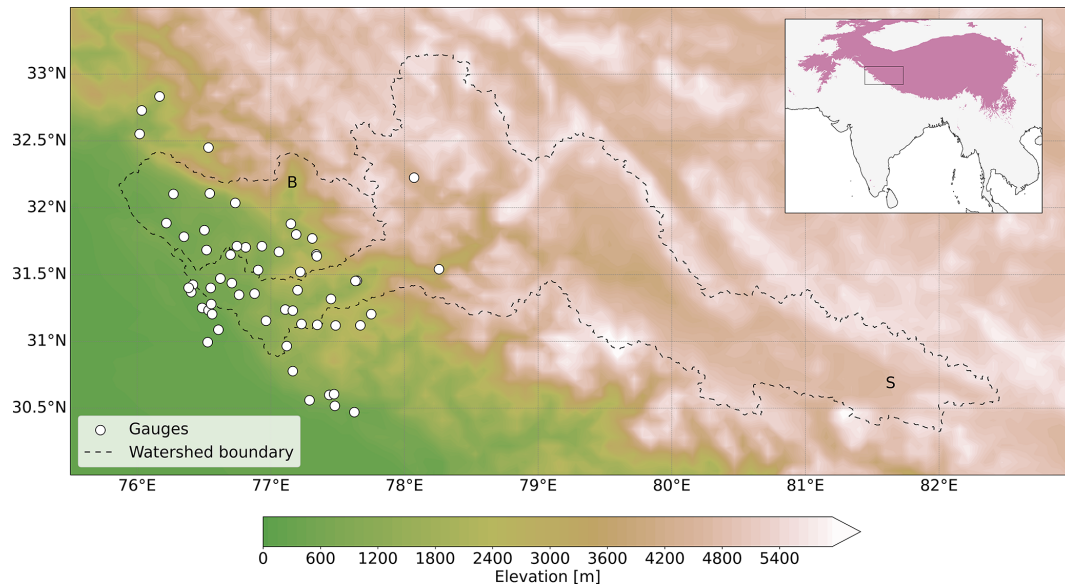 33°N
32.5°N
32°N
31.5°N
31°N
30.5°N
B
S
Gauges
Watershed boundary
76°E 77°E 78°E 79°E 80°E 81°E 82°E
0 600 1200 1800 2400 3000 3600 4200 4800 5400
Elevation [m]